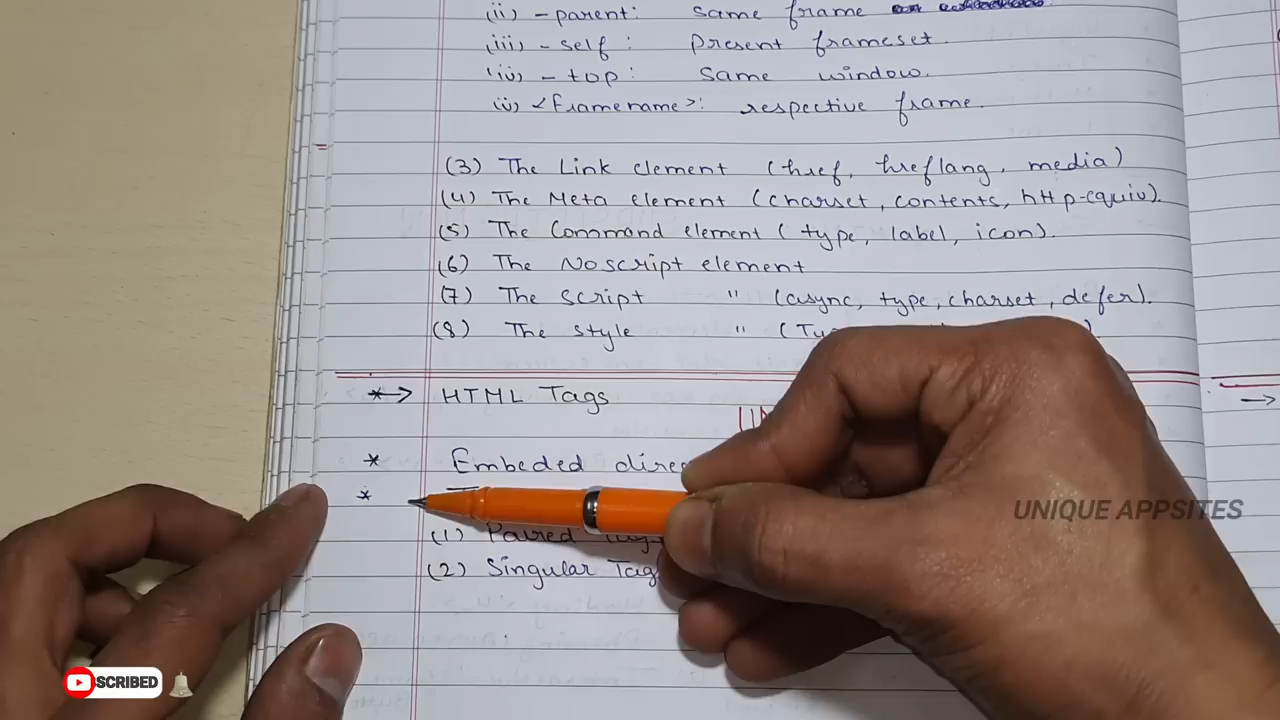 (ii) - parent: same frame
(iii) - self : Present frameset.
(iv) - top : same window.
(v) <Framename>: respective frame.
(3) The Link element (href, hreflang, media)
(4) The Meta element (charset, contents, http-equiv).
(5) The Command element (type, label, icon).
(6) The Noscript element
(7) The script " (async, type, charset, defer).
(8) The style " (
*→ HTML Tags
* Embeded
*
(1) Paired
(2) Singular Tag
UNIQUE APPSITES
SCRIBED